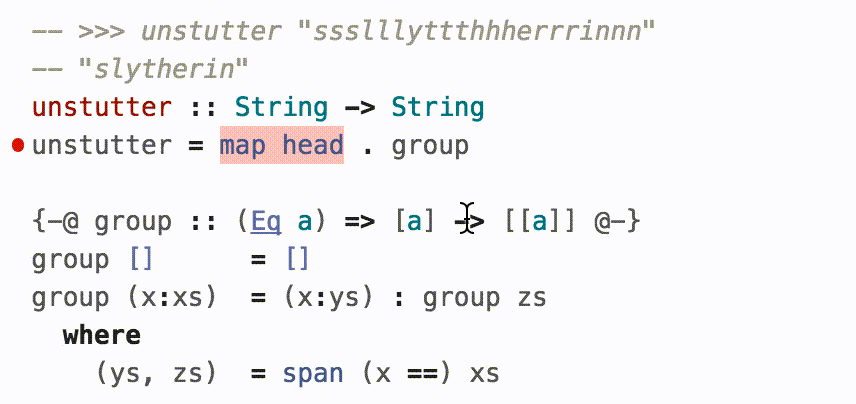 -- >>> unstutter "ssslllyttthhherrrinnn"
-- "slytherin"
unstutter :: String -> String
unstutter = map head . group
{-@ group :: (Eq a) => [a] -> [[a]] @-}
group [] = []
group (x:xs) = (x:ys) : group zs
where
(ys, zs) = span (x ==) xs